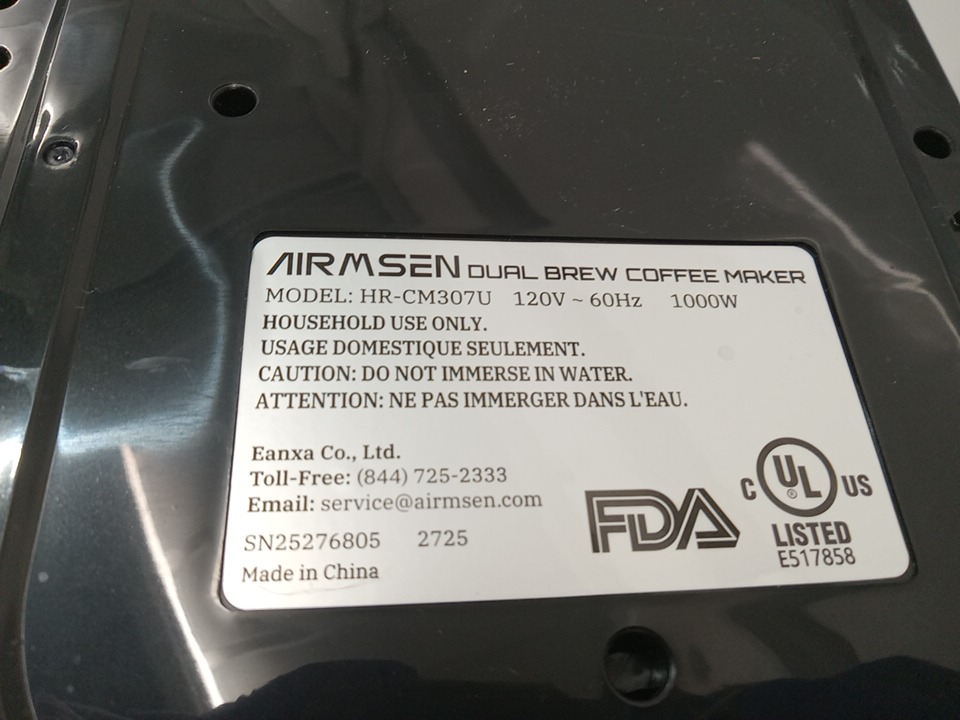 AIRMSEN DUAL BREW COFFEE MAKER
MODEL: HR-CM307U 120V ~ 60Hz 1000W
HOUSEHOLD USE ONLY.
USAGE DOMESTIQUE SEULEMENT.
CAUTION: DO NOT IMMERSE IN WATER.
ATTENTION: NE PAS IMMERGER DANS L'EAU.
Eanxa Co., Ltd.
Toll-Free: (844) 725-2333
Email: service@airmsen.com
SN25276805 2725
Made in China
FDA
C UL® US
LISTED
E517858